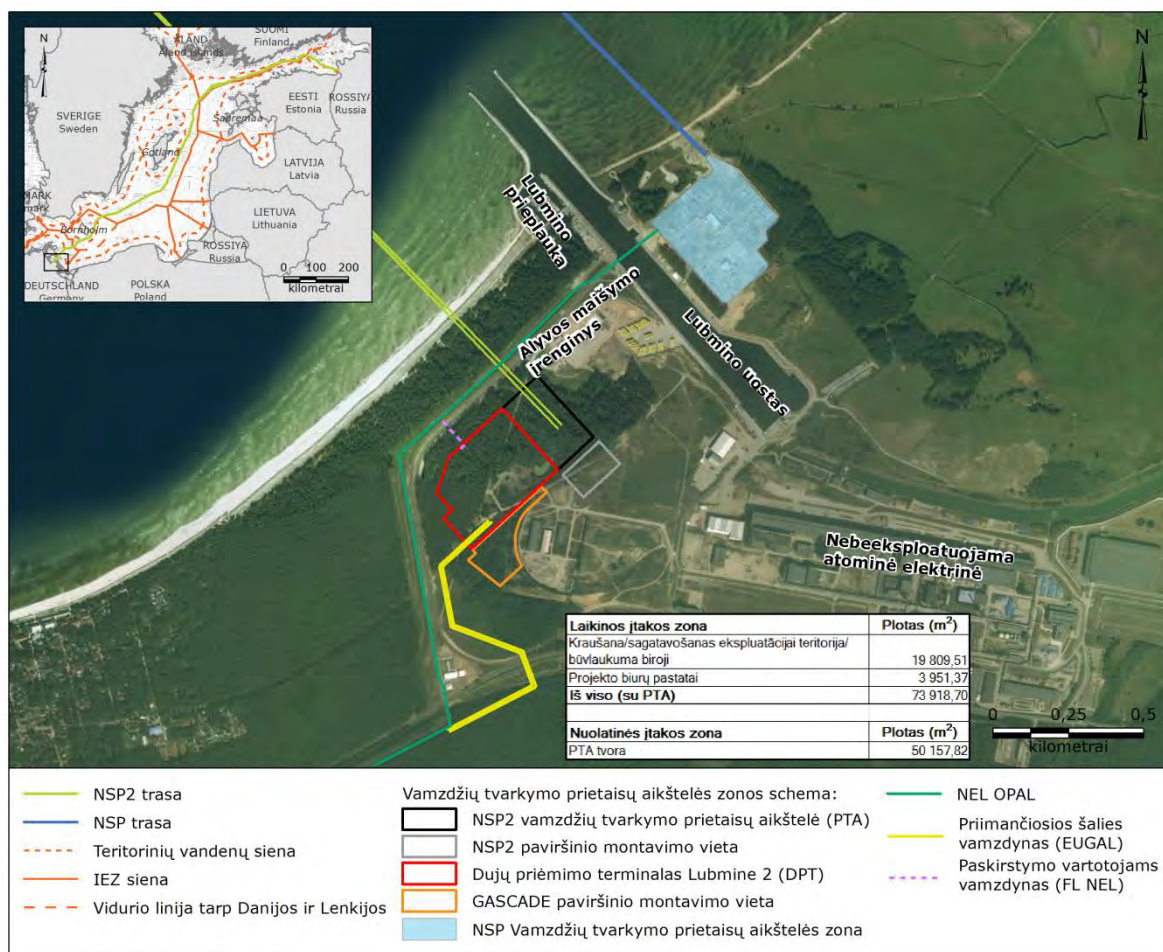 N
SUOMI
Finland
ÅLAND
Åland Islands
SVERIGE
Sweden
EESTI
Estonia
ROSSIYA
Russia
Saaremaa
Gotland
LATVIJA
Latvia
MARK
mark
LIETUVA
Lithuania
Bornholm
ROSSIYA
Russia
DEUTSCHLAND
Germany
POLSKA
Poland
0 100 200
kilometrai
N
Lubmino
prieplauka
Alyvos maišymo
įrenginys
Lubmino uostas
Nebeeksploatuojama
atominė elektrinė
Laikinos įtakos zona Plotas (m²)
Kraušana/sagatavošanas ekspluatācijai teritorija/
būvlaukuma biroji 19 809,51
Projekto biurų pastatai 3 951,37
Iš viso (su PTA) 73 918,70
Nuolatinės įtakos zona Plotas (m²)
PTA tvora 50 157,82
0 0,25 0,5
kilometrai
NSP2 trasa
NSP trasa
Teritorinių vandenų siena
IEZ siena
Vidurio linija tarp Danijos ir Lenkijos
Vamzdžių tvarkymo prietaisų aikštelės zonos schema:
NSP2 vamzdžių tvarkymo prietaisų aikštelė (PTA)
NSP2 paviršinio montavimo vieta
Dujų priėmimo terminalas Lubmine 2 (DPT)
GASCADE paviršinio montavimo vieta
NSP Vamzdžių tvarkymo prietaisų aikštelės zona
NEL OPAL
Priimančiosios šalies
vamzdynas (EUGAL)
Paskirstymo vartotojams
vamzdynas (FL NEL)